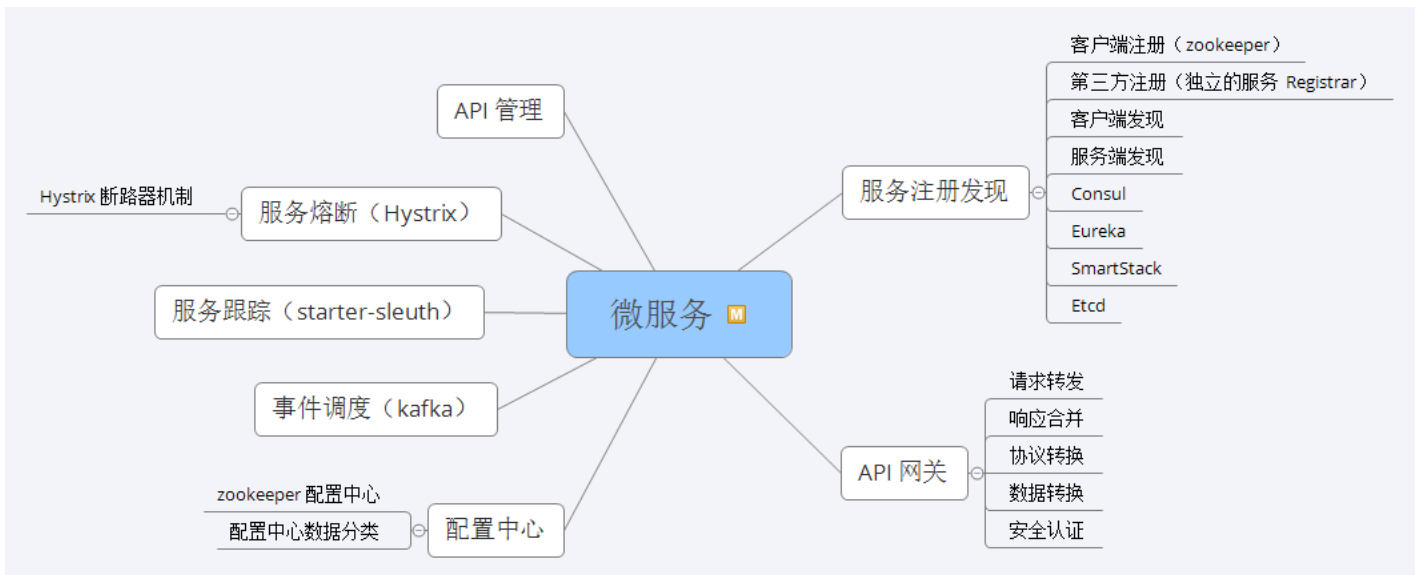 微服务 M
服务注册发现
客户端注册（zookeeper）
第三方注册（独立的服务 Registrar）
客户端发现
服务端发现
Consul
Eureka
SmartStack
Etcd
API 网关
请求转发
响应合并
协议转换
数据转换
安全认证
配置中心
zookeeper 配置中心
配置中心数据分类
事件调度（kafka）
服务跟踪（starter-sleuth）
服务熔断（Hystrix）
Hystrix 断路器机制
API 管理